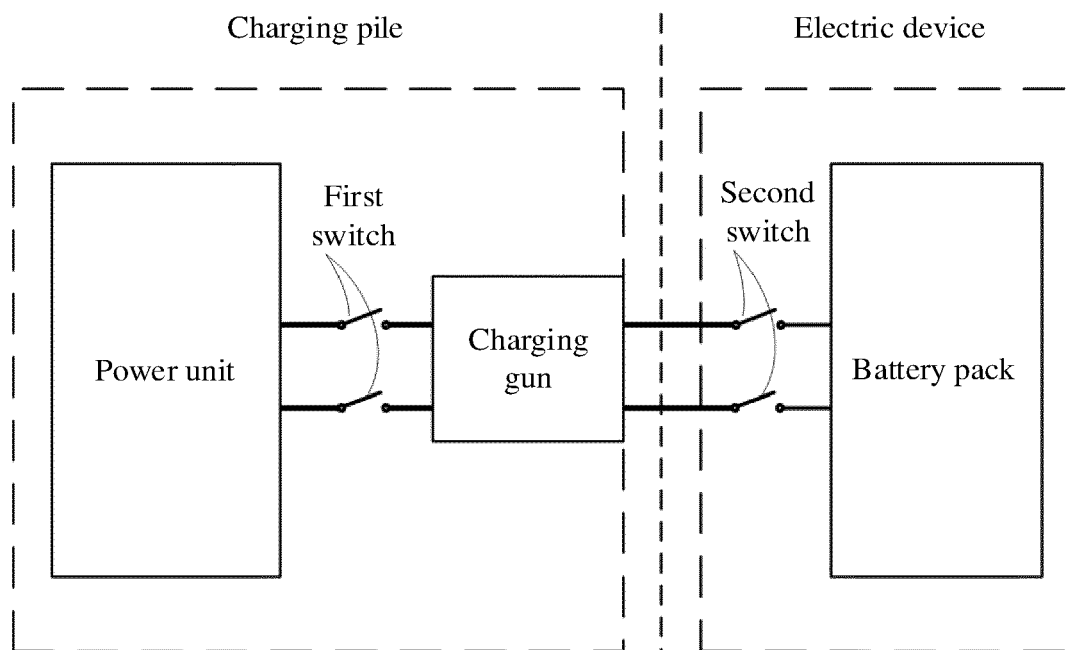 Charging pile
Electric device
First
switch
Second
switch
Power unit
Charging
gun
Battery pack